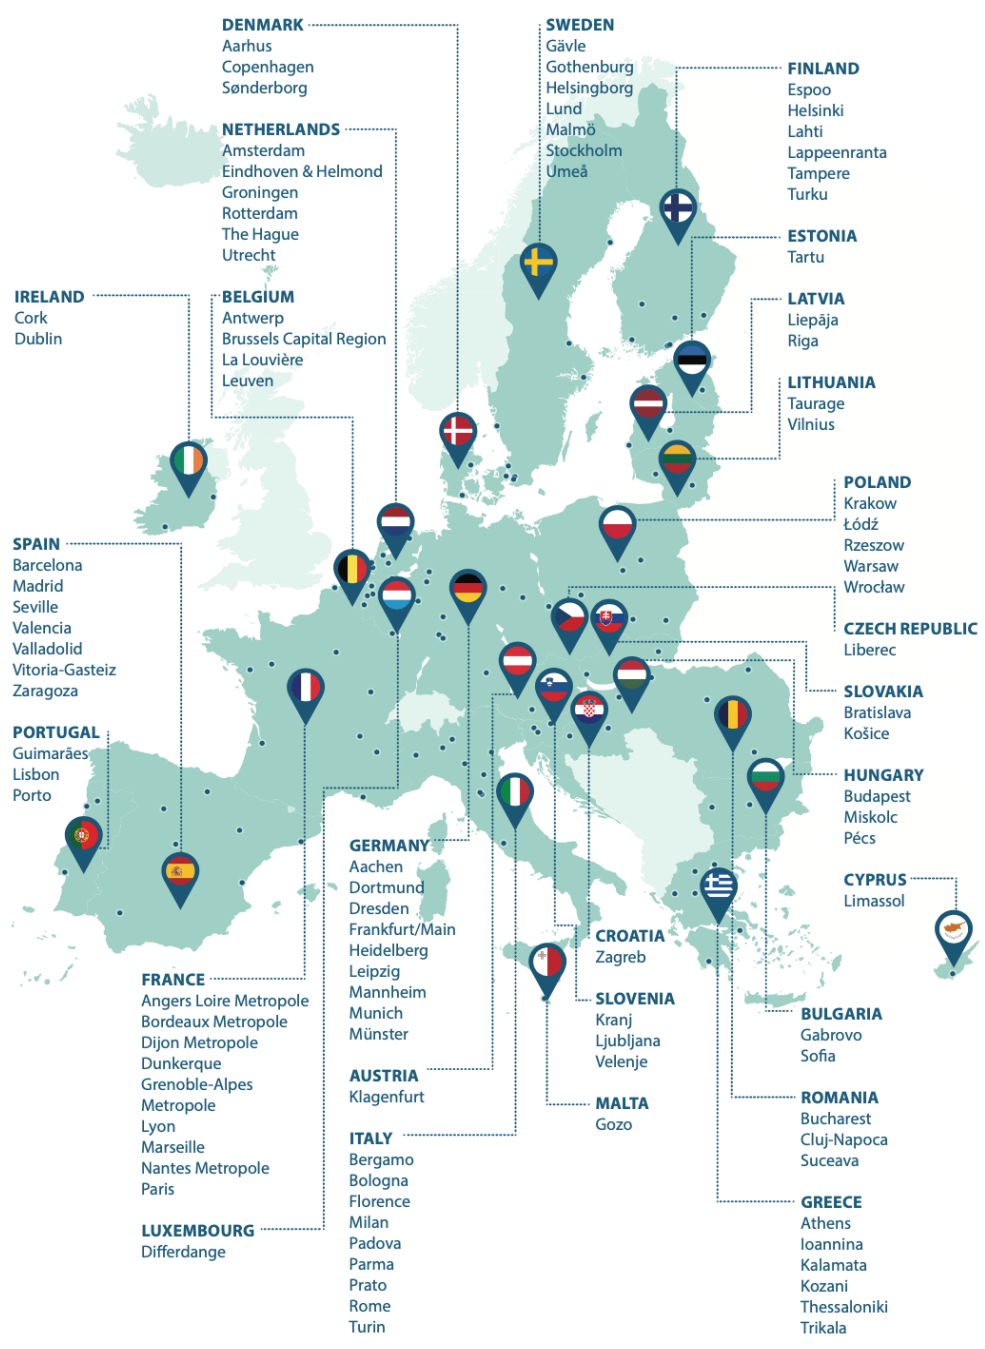 DENMARK
Aarhus
Copenhagen
Sønderborg
SWEDEN
Gävle
Gothenburg
Helsingborg
Lund
Malmö
Stockholm
Umeå
FINLAND
Espoo
Helsinki
Lahti
Lappeenranta
Tampere
Turku
NETHERLANDS
Amsterdam
Eindhoven & Helmond
Groningen
Rotterdam
The Hague
Utrecht
ESTONIA
Tartu
IRELAND
Cork
Dublin
BELGIUM
Antwerp
Brussels Capital Region
La Louvière
Leuven
LATVIA
Liepāja
Riga
LITHUANIA
Taurage
Vilnius
POLAND
Krakow
Łódź
Rzeszow
Warsaw
Wrocław
SPAIN
Barcelona
Madrid
Seville
Valencia
Valladolid
Vitoria-Gasteiz
Zaragoza
CZECH REPUBLIC
Liberec
SLOVAKIA
Bratislava
Košice
PORTUGAL
Guimarães
Lisbon
Porto
HUNGARY
Budapest
Miskolc
Pécs
GERMANY
Aachen
Dortmund
Dresden
Frankfurt/Main
Heidelberg
Leipzig
Mannheim
Munich
Münster
CYPRUS
Limassol
CROATIA
Zagreb
FRANCE
Angers Loire Metropole
Bordeaux Metropole
Dijon Metropole
Dunkerque
Grenoble-Alpes
Metropole
Lyon
Marseille
Nantes Metropole
Paris
SLOVENIA
Kranj
Ljubljana
Velenje
BULGARIA
Gabrovo
Sofia
AUSTRIA
Klagenfurt
MALTA
Gozo
ROMANIA
Bucharest
Cluj-Napoca
Suceava
ITALY
Bergamo
Bologna
Florence
Milan
Padova
Parma
Prato
Rome
Turin
GREECE
Athens
Ioannina
Kalamata
Kozani
Thessaloniki
Trikala
LUXEMBOURG
Differdange